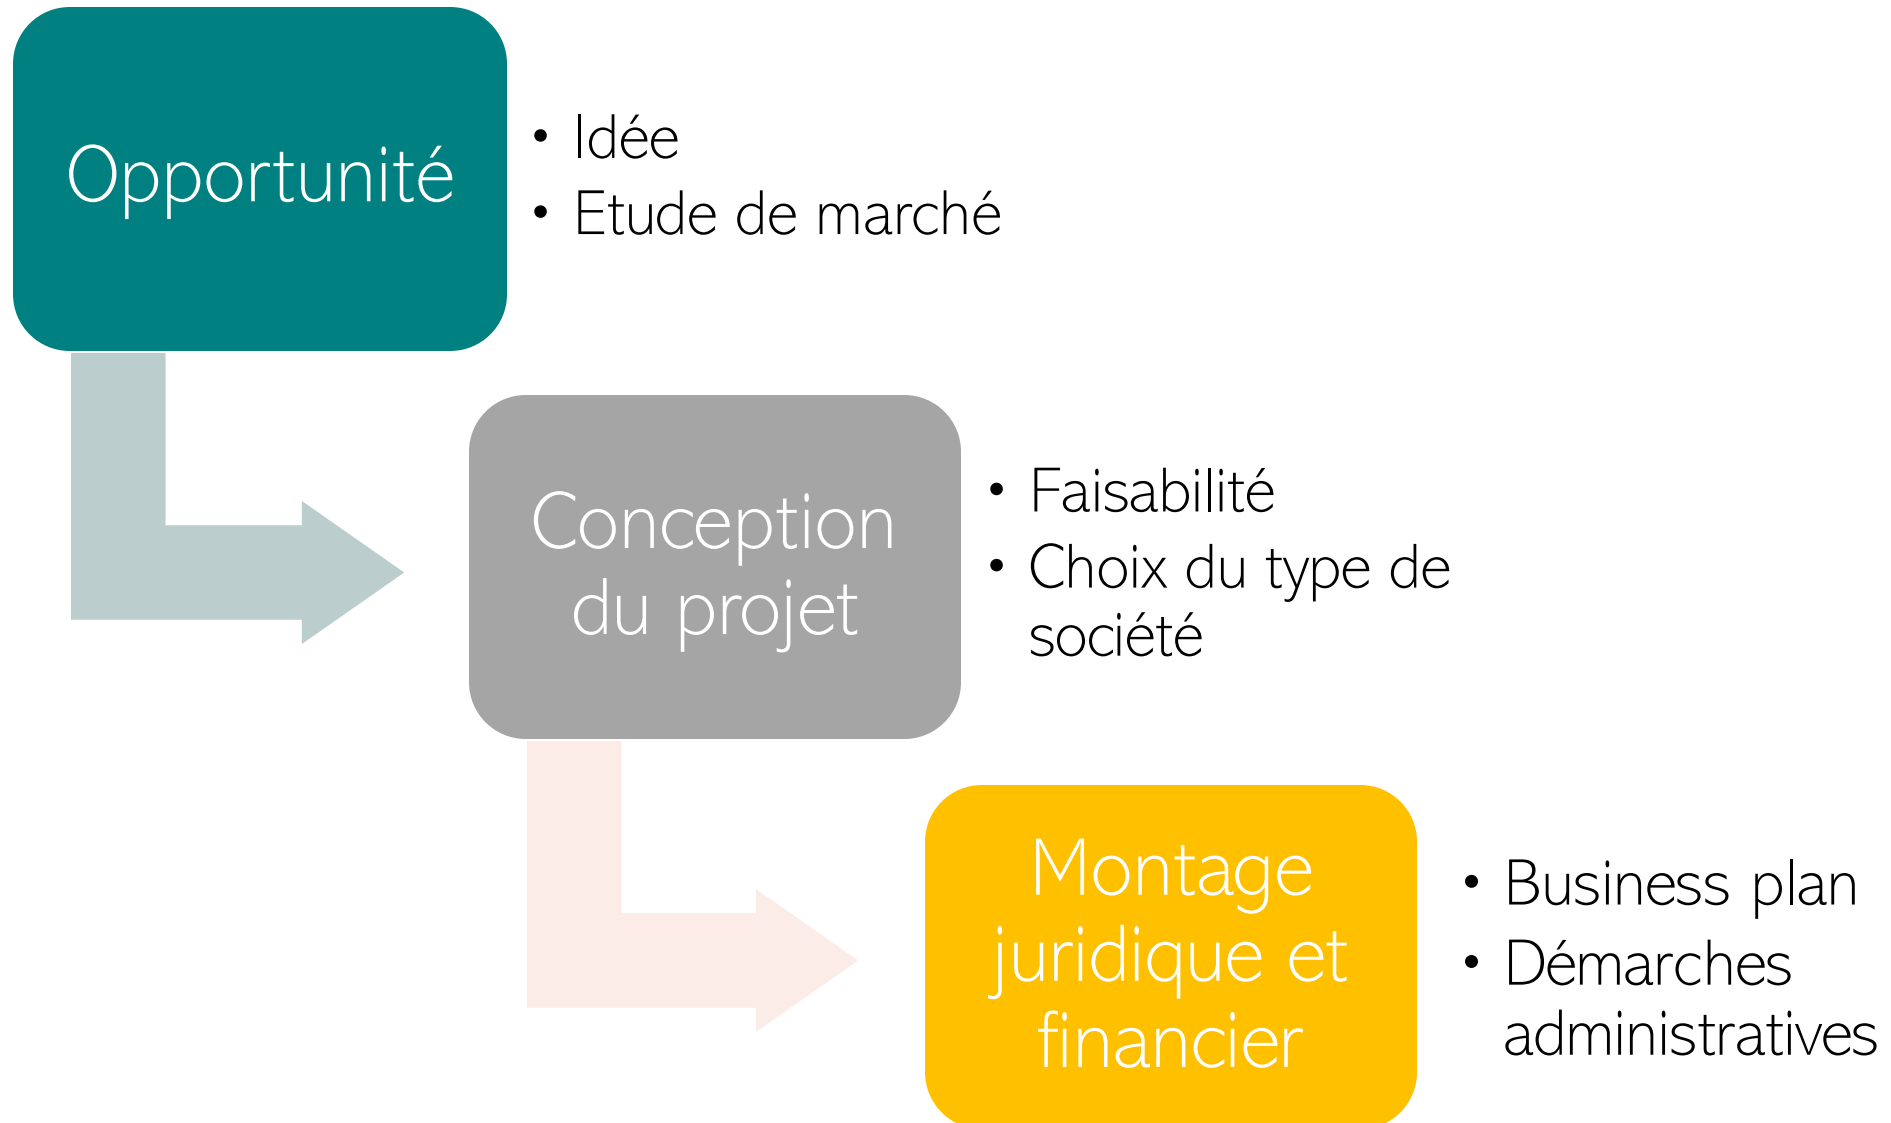 Opportunité
• Idée
• Etude de marché
Conception
du projet
• Faisabilité
• Choix du type de
société
Montage
juridique et
financier
• Business plan
• Démarches
administratives